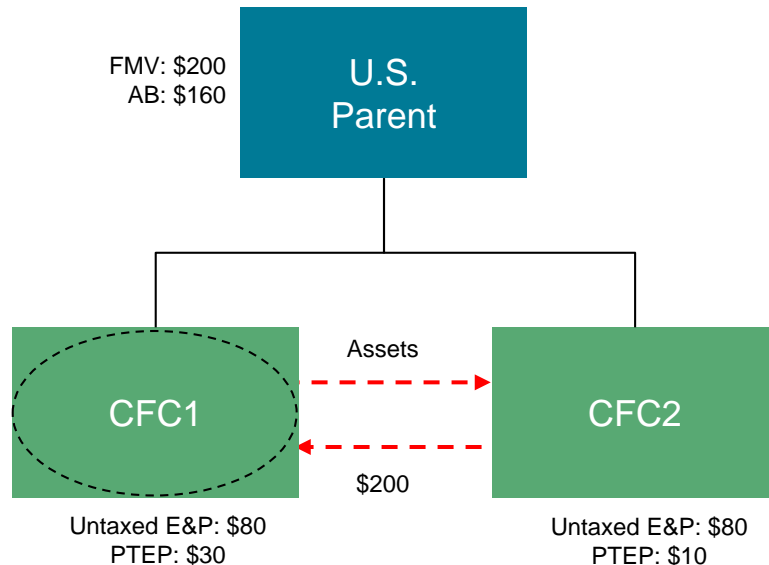 FMV: $200
AB: $160
U.S.
Parent
Assets
CFC1
CFC2
$200
Untaxed E&P: $80
PTEP: $30
Untaxed E&P: $80
PTEP: $10